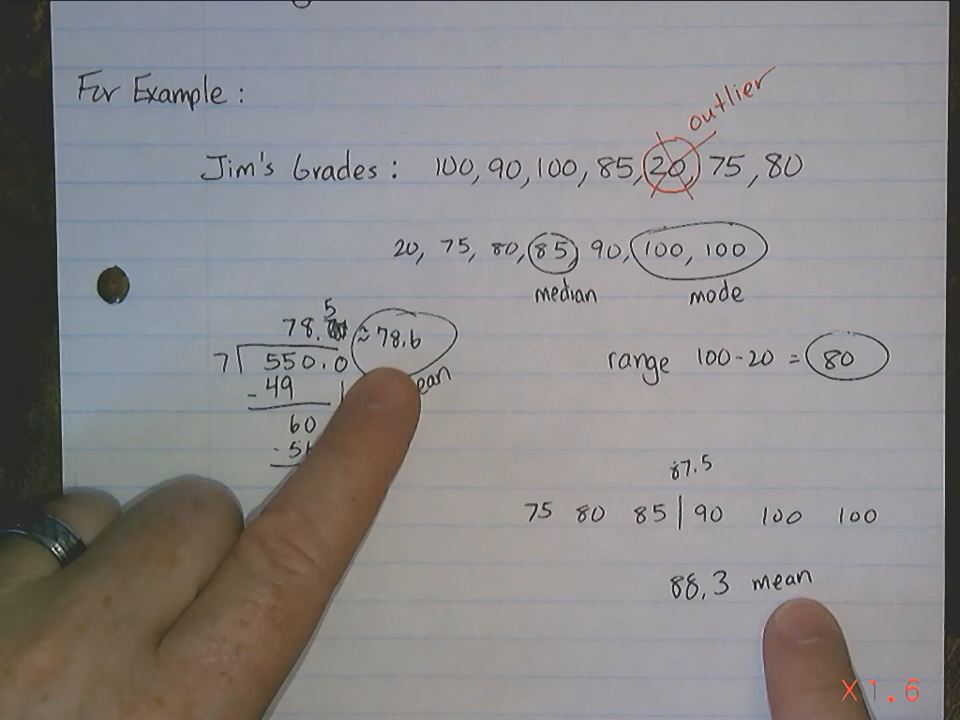 For Example :
outlier
Jim's Grades : 100, 90, 100, 85, 20, 75, 80
20, 75, 80, 85, 90, 100, 100
median mode
5
78. ≈ 78.6
7 550.0
- 49
60
range 100 - 20 = 80
87.5
75 80 85 | 90 100 100
88.3 mean
X1.6